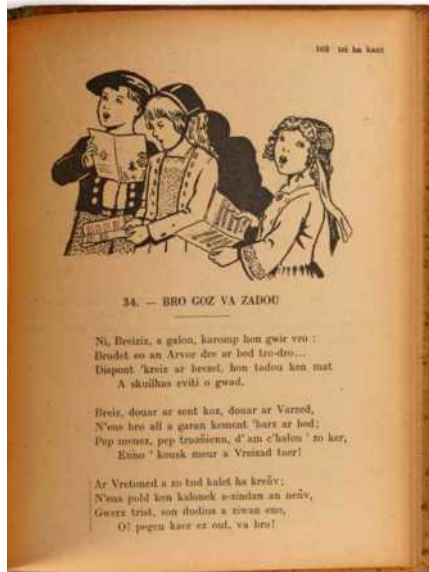 tei ha kant
34. — BRO GOZ VA ZADOU
Ni, Breiziz, a galon, karomp hon gwir vro :
Brudet eo an Arvor dre ar bed tro-dro...
Dispont 'kreiz ar brezel, hon tadou ken mat
A skuilhas eviti o gwad.
Breiz, douar ar sent koz, douar ar Varzed,
N'eus bro all a garan kement 'barz ar bed;
Pep menez, pep traoñienn, d' am c'halon 'zo ker,
Enno 'kousk meur a Vreizad taer!
Ar Vretoned a zo tud kalet ha kreñv;
N'eus pobl ken kalonek a-zindan an neñv,
Gwerz trist, son dudius a ziwan eno,
O! pegen kaer ez out, va bro!